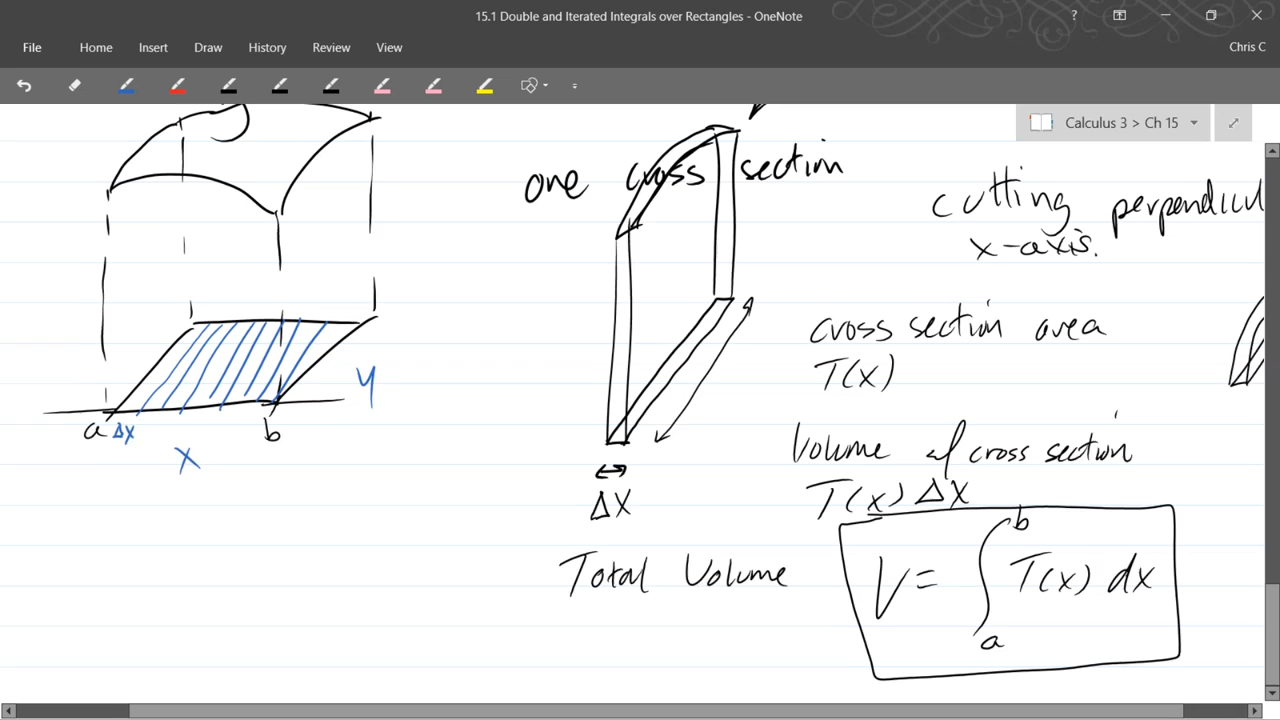 15.1 Double and Iterated Integrals over Rectangles - OneNote
?
File Home Insert Draw History Review View
Chris C
Calculus 3 > Ch 15
one cross section
cutting perpendicul
x-axis.
cross section area
T(x)
y
a Δx b
x
Volume of cross section
T(x) Δx
Δx
Total Volume
V = ∫_a^b T(x) dx